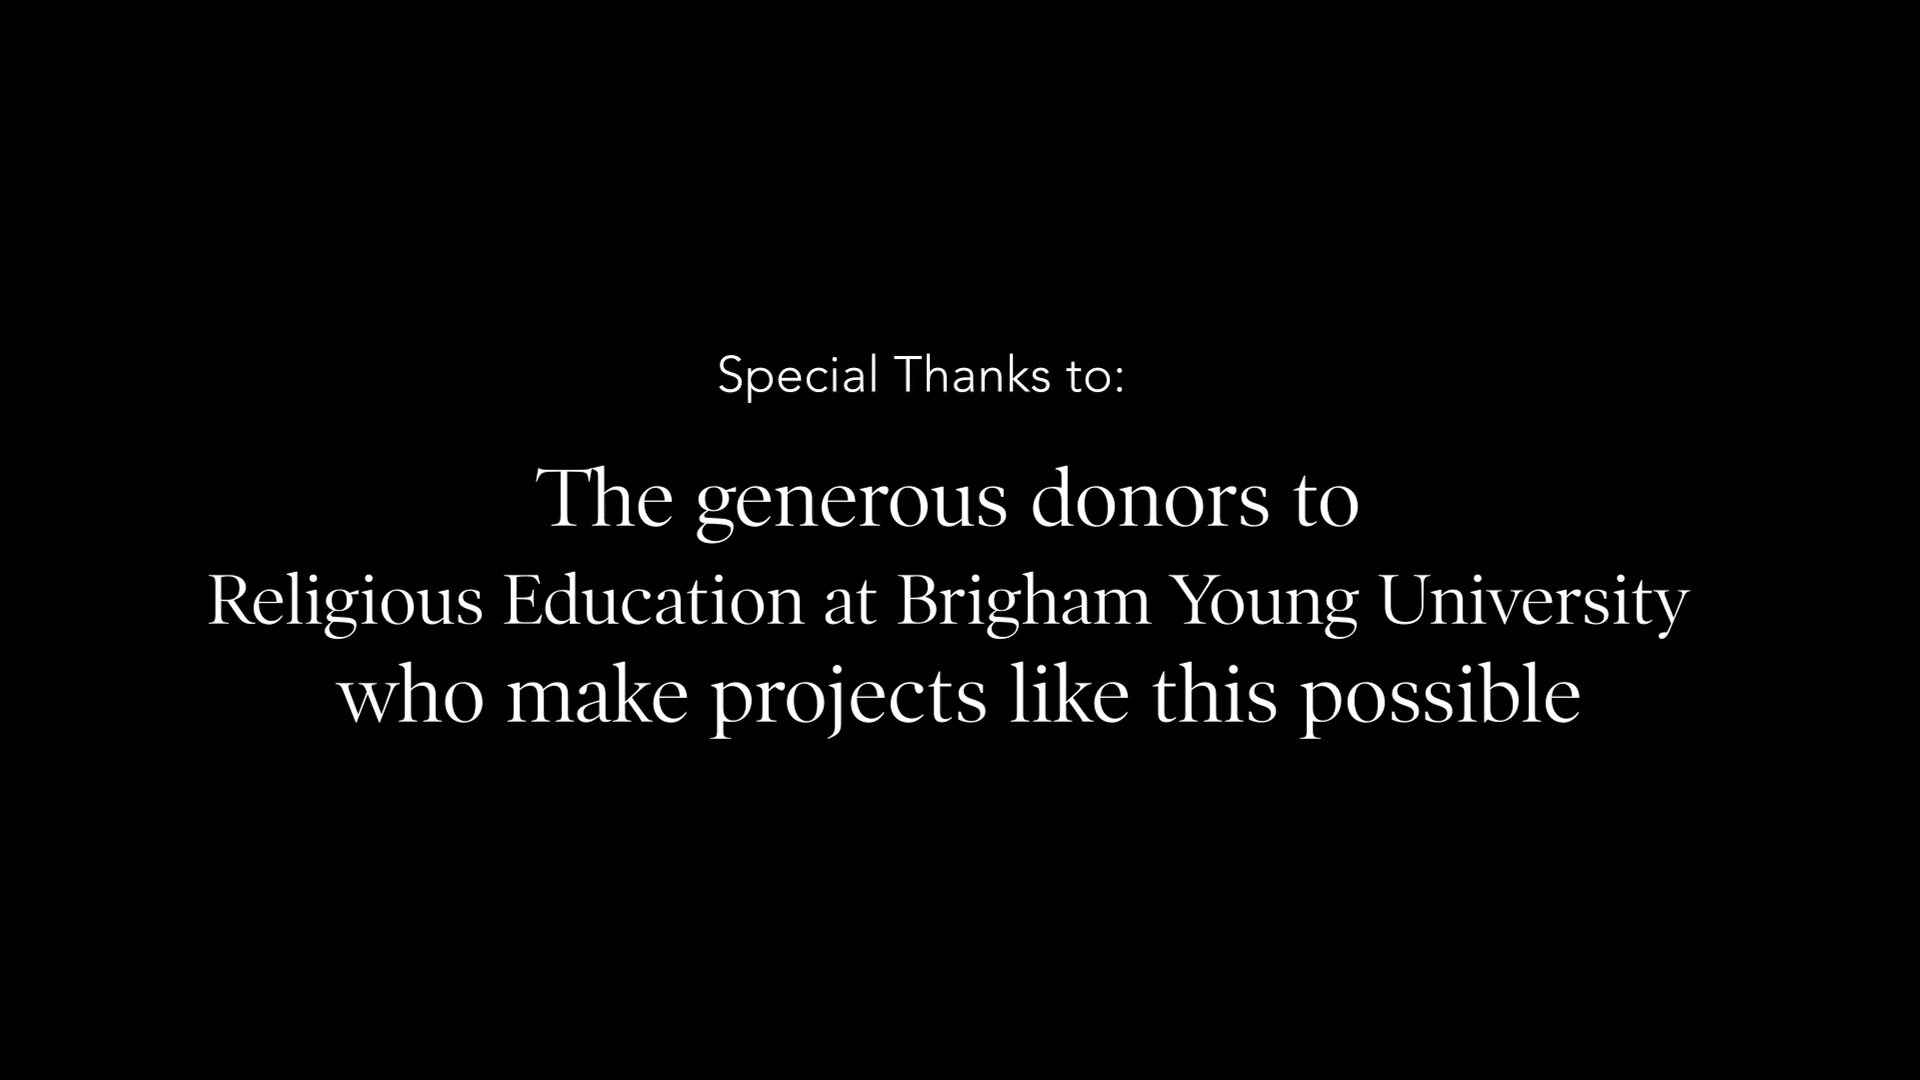 Special Thanks to:
The generous donors to
Religious Education at Brigham Young University
who make projects like this possible